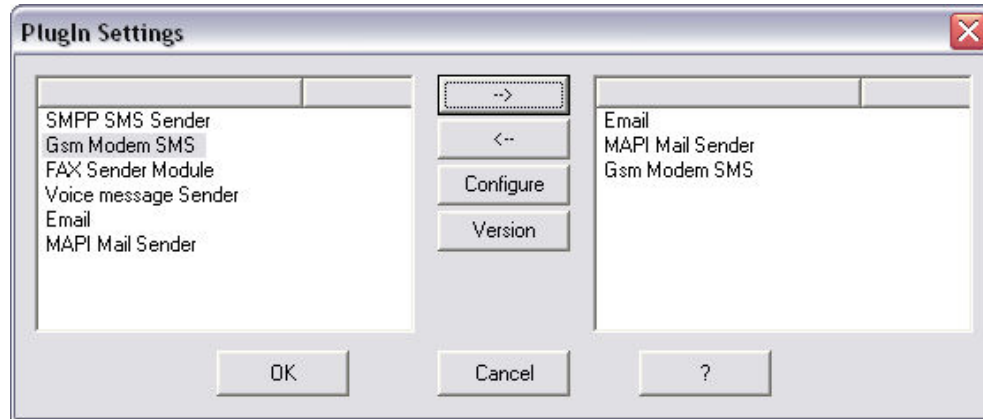 PlugIn Settings
SMPP SMS Sender
Gsm Modem SMS
FAX Sender Module
Voice message Sender
Email
MAPI Mail Sender
-->
<--
Configure
Version
Email
MAPI Mail Sender
Gsm Modem SMS
OK
Cancel
?